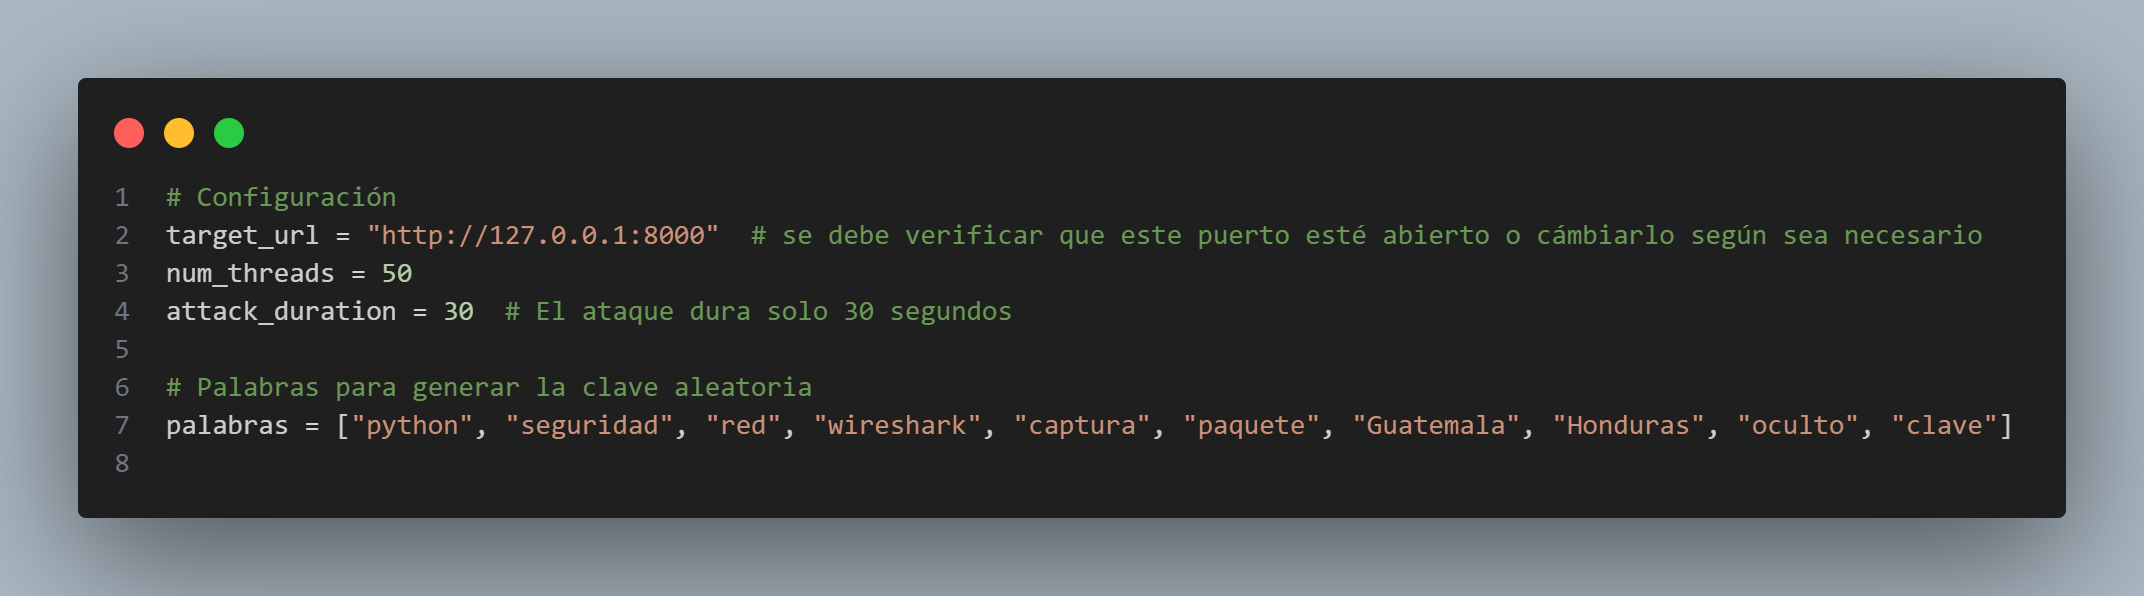 1 # Configuración
2 target_url = "http://127.0.0.1:8000"  # se debe verificar que este puerto esté abierto o cámbiarlo según sea necesario
3 num_threads = 50
4 attack_duration = 30  # El ataque dura solo 30 segundos
5
6 # Palabras para generar la clave aleatoria
7 palabras = ["python", "seguridad", "red", "wireshark", "captura", "paquete", "Guatemala", "Honduras", "oculto", "clave"]
8